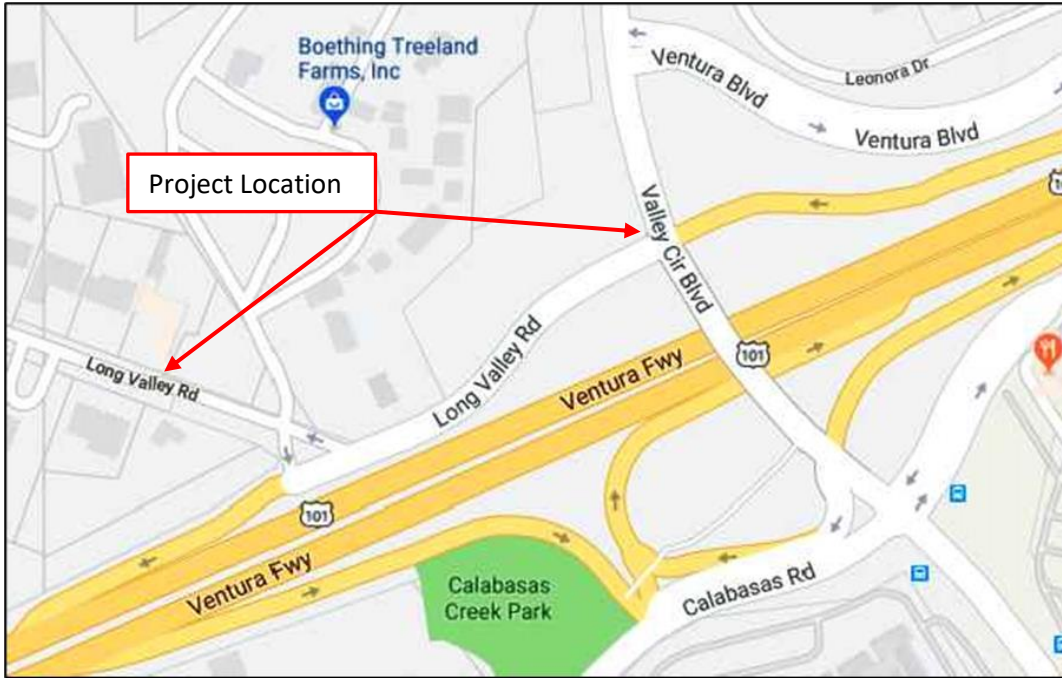 Boething Treeland
Farms, Inc
Ventura Blvd
Leonora Dr
Ventura Blvd
Project Location
Valley Cir Blvd
Long Valley Rd
Long Valley Rd
Ventura Fwy
101
101
Ventura Fwy
Calabasas
Creek Park
Calabasas Rd